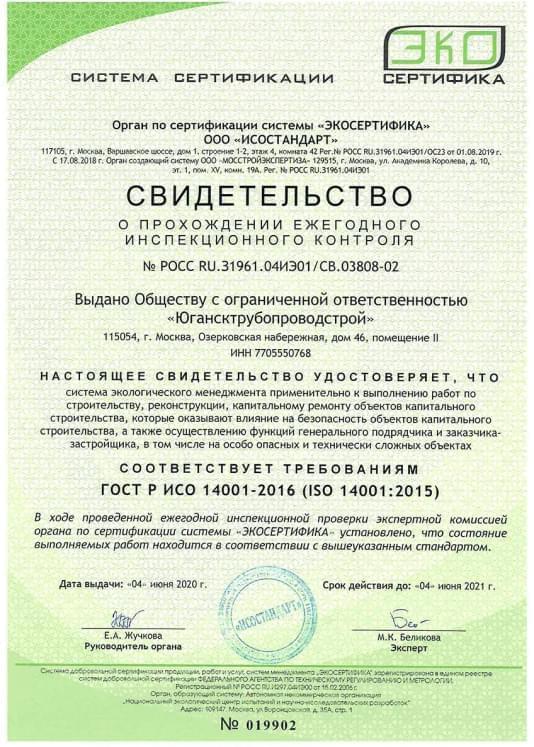 ЭКО
СИСТЕМА СЕРТИФИКАЦИИ
СЕРТИФИКА
Орган по сертификации системы «ЭКОСЕРТИФИКА»
ООО «ИСОСТАНДАРТ»
117105, г. Москва, Варшавское шоссе, дом 1, строение 1-2, этаж 4, комната 42 Рег.№ РОСС RU.31961.04ИЭ01/ОС23 от 01.08.2019 г.
С 17.08.2018 г. Орган создающий систему ООО «МОССТРОЙЭКСПЕРТИЗА» 129515, г. Москва, ул. Академика Королева, д. 10,
эт. 1, пом. XV, комн. 19А. Рег. № РОСС RU.31961.04ИЭ01
СВИДЕТЕЛЬСТВО
О ПРОХОЖДЕНИИ ЕЖЕГОДНОГО
ИНСПЕКЦИОННОГО КОНТРОЛЯ
№ РОСС RU.31961.04ИЭ01/СВ.03808-02
Выдано Обществу с ограниченной ответственностью
«Югансктрубопроводстрой»
115054, г. Москва, Озерковская набережная, дом 46, помещение II
ИНН 7705550768
НАСТОЯЩЕЕ СВИДЕТЕЛЬСТВО УДОСТОВЕРЯЕТ, ЧТО
система экологического менеджмента применительно к выполнению работ по
строительству, реконструкции, капитальному ремонту объектов капитального
строительства, которые оказывают влияние на безопасность объектов капитального
строительства, а также осуществлению функций генерального подрядчика и заказчика-
застройщика, в том числе на особо опасных и технически сложных объектах
СООТВЕТСТВУЕТ ТРЕБОВАНИЯМ
ГОСТ Р ИСО 14001-2016 (ISO 14001:2015)
В ходе проведенной ежегодной инспекционной проверки экспертной комиссией
органа по сертификации системы «ЭКОСЕРТИФИКА» установлено, что состояние
выполняемых работ находится в соответствии с вышеуказанным стандартом.
Дата выдачи: «04» июня 2020 г.
Срок действия до: «04» июня 2021 г.
«ИСОСТАНДАРТ»
Е.А. Жучкова
Руководитель органа
М.К. Беликова
Эксперт
Система добровольной сертификации продукции, работ и услуг, систем менеджмента "ЭКОСЕРТИФИКА" зарегистрирована в едином реестре
систем добровольной сертификации ФЕДЕРАЛЬНОГО АГЕНТСТВА ПО ТЕХНИЧЕСКОМУ РЕГУЛИРОВАНИЮ И МЕТРОЛОГИИ.
Регистрационный № РОСС RU.И297.04ИЭ00 от 15.02.2006г.
Орган, образующий систему: Автономная некоммерческая организация
"Национальный экологический центр испытаний и научно-исследовательских разработок"
Адрес: 109147, Москва, ул. Воронцовская, д. 35А, стр. 1
№ 019902